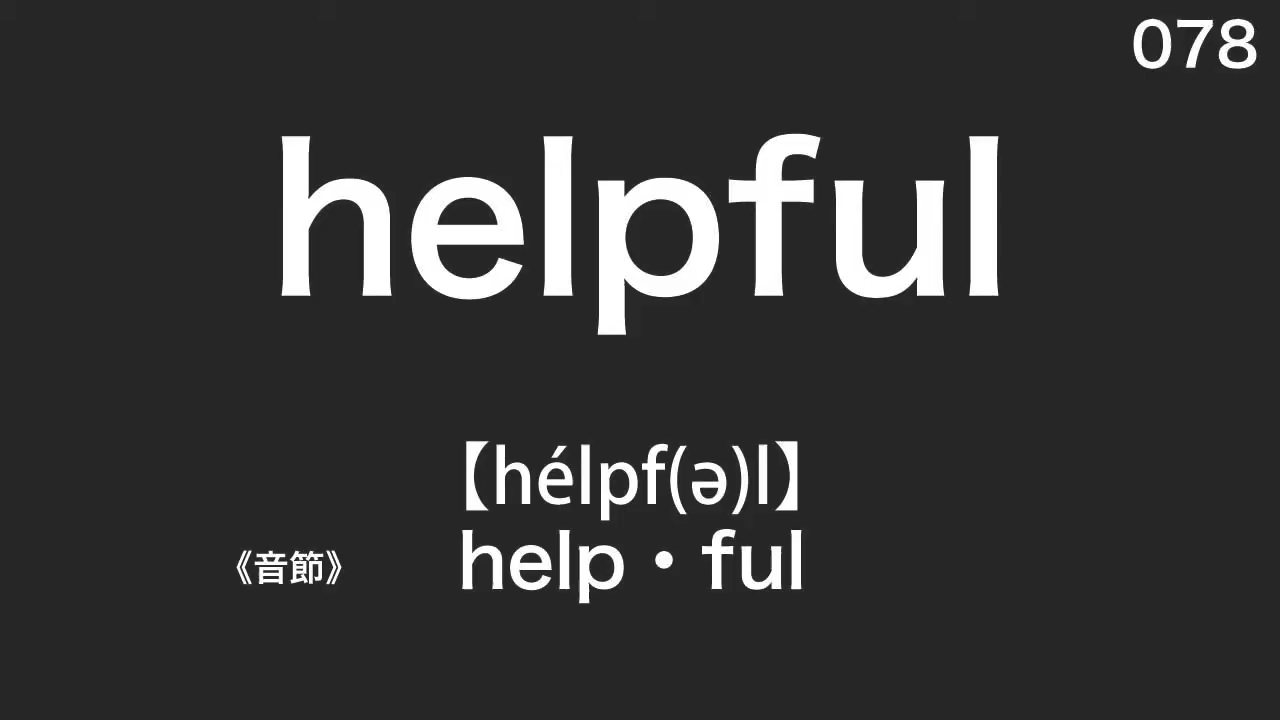 078
helpful
【hélpf(ə)l】
《音節》 help・ful